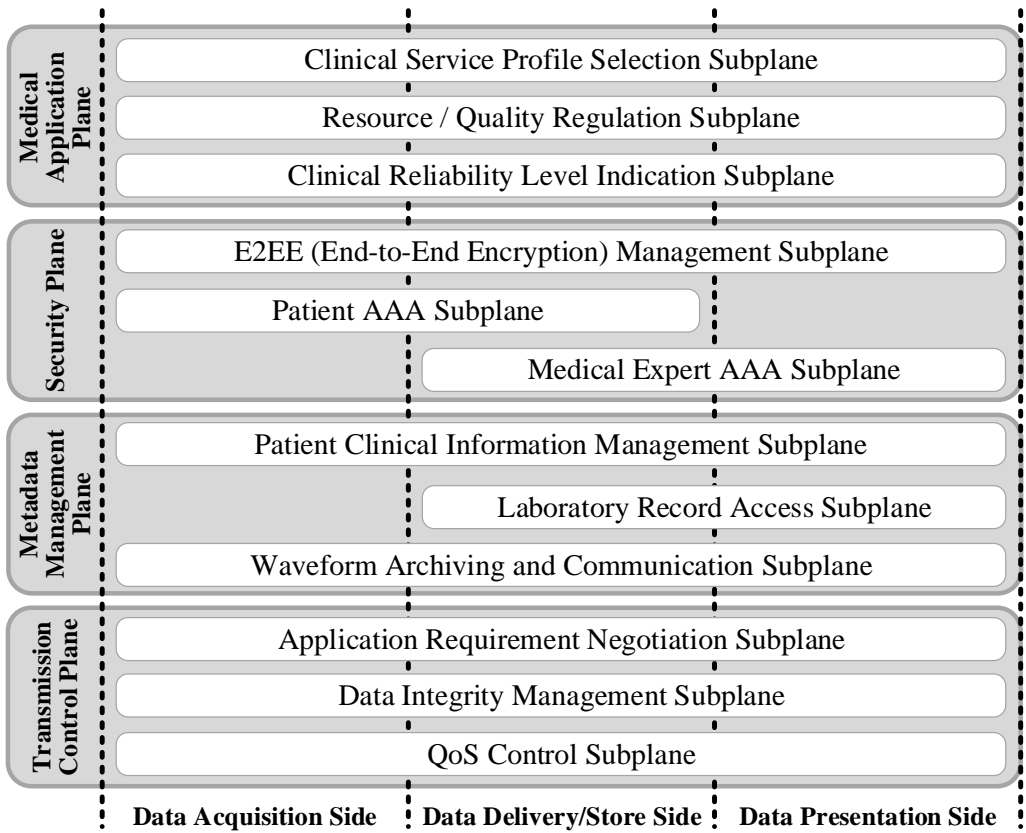 Medical
Application
Plane
Clinical Service Profile Selection Subplane
Resource / Quality Regulation Subplane
Clinical Reliability Level Indication Subplane
Security Plane
E2EE (End-to-End Encryption) Management Subplane
Patient AAA Subplane
Medical Expert AAA Subplane
Metadata
Management
Plane
Patient Clinical Information Management Subplane
Laboratory Record Access Subplane
Waveform Archiving and Communication Subplane
Transmission
Control Plane
Application Requirement Negotiation Subplane
Data Integrity Management Subplane
QoS Control Subplane
Data Acquisition Side
Data Delivery/Store Side
Data Presentation Side